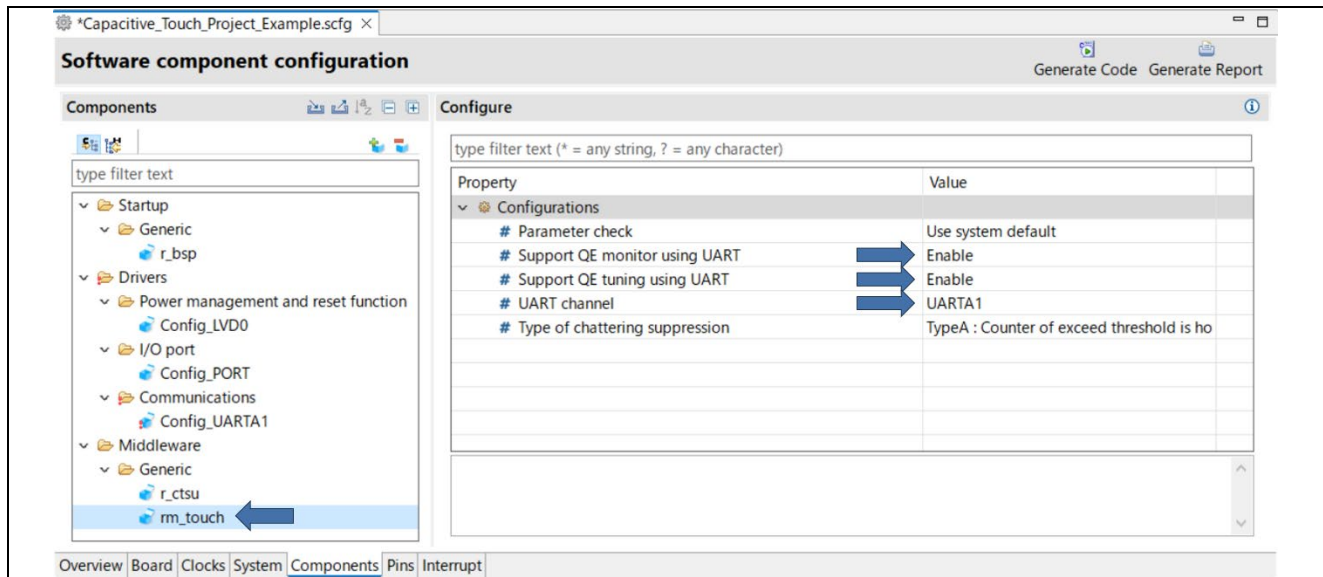 *Capacitive_Touch_Project_Example.scfg
Software component configuration
Generate Code Generate Report
Components
Configure
type filter text
type filter text (* = any string, ? = any character)
Startup
Generic
r_bsp
Drivers
Power management and reset function
Config_LVD0
I/O port
Config_PORT
Communications
Config_UARTA1
Middleware
Generic
r_ctsu
rm_touch
Property Value
Configurations
# Parameter check Use system default
# Support QE monitor using UART Enable
# Support QE tuning using UART Enable
# UART channel UARTA1
# Type of chattering suppression TypeA : Counter of exceed threshold is ho
Overview Board Clocks System Components Pins Interrupt